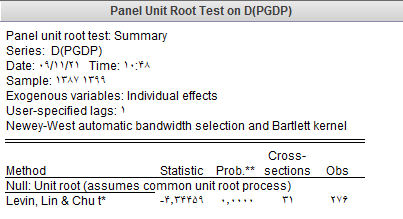 Panel Unit Root Test on D(PGDP)
Panel unit root test: Summary
Series: D(PGDP)
Date: ۰۹/۱۱/۲۱ Time: ۱۰:۴۸
Sample: ۱۳۸۷ ۱۳۹۹
Exogenous variables: Individual effects
User-specified lags: ۱
Newey-West automatic bandwidth selection and Bartlett kernel
Cross-
Method Statistic Prob.** sections Obs
Null: Unit root (assumes common unit root process)
Levin, Lin & Chu t* -۴,۳۴۴۵۹ ۰,۰۰۰۰ ۳۱ ۲۷۶